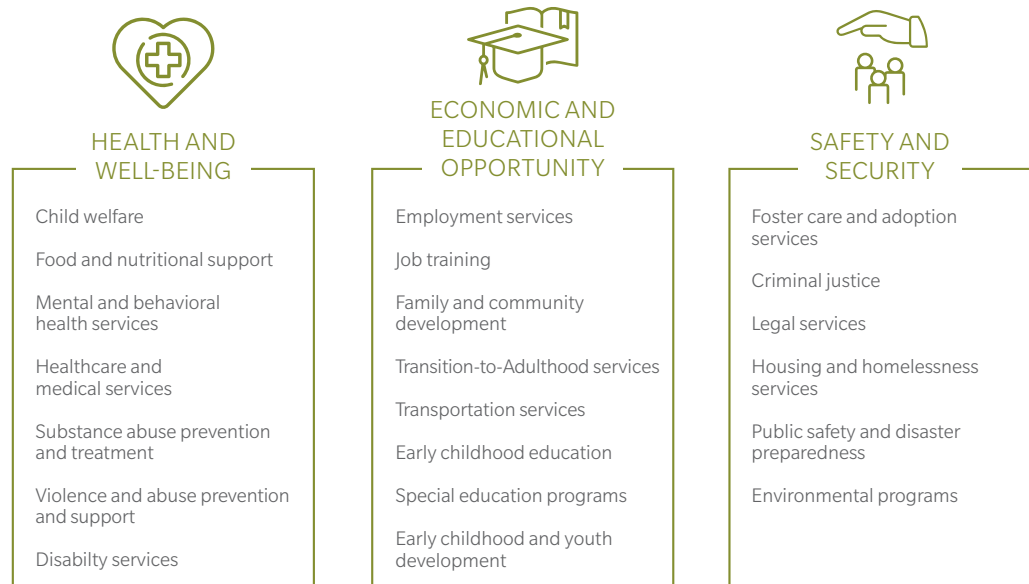 HEALTH AND
WELL-BEING
Child welfare
Food and nutritional support
Mental and behavioral
health services
Healthcare and
medical services
Substance abuse prevention
and treatment
Violence and abuse prevention
and support
Disabilty services
ECONOMIC AND
EDUCATIONAL
OPPORTUNITY
Employment services
Job training
Family and community
development
Transition-to-Adulthood services
Transportation services
Early childhood education
Special education programs
Early childhood and youth
development
SAFETY AND
SECURITY
Foster care and adoption
services
Criminal justice
Legal services
Housing and homelessness
services
Public safety and disaster
preparedness
Environmental programs